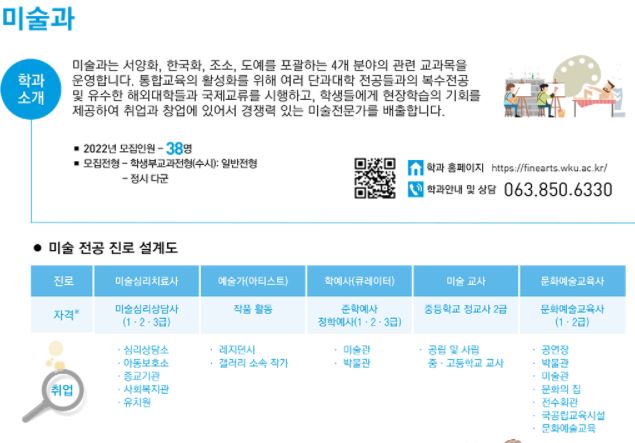 미술과
학과
소개
미술과는 서양화, 한국화, 조소, 도예를 포괄하는 4개 분야의 관련 교과목을
운영합니다. 통합교육의 활성화를 위해 여러 단과대학 전공들과의 복수전공
및 유수한 해외대학들과 국제교류를 시행하고, 학생들에게 현장학습의 기회를
제공하여 취업과 창업에 있어서 경쟁력 있는 미술전문가를 배출합니다.
▪ 2022년 모집인원 – 38명
▪ 모집전형 – 학생부교과전형(수시): 일반전형
– 정시 다군
학과 홈페이지 https://finearts.wku.ac.kr/
학과안내 및 상담 063.850.6330
● 미술 전공 진로 설계도
진로 미술심리치료사 예술가(아티스트) 학예사(큐레이터) 미술 교사 문화예술교육사
자격* 미술심리상담사 (1·2·3급) 작품 활동 준학예사 정학예사(1·2·3급) 중등학교 정교사 2급 문화예술교육사 (1·2급)
취업
· 심리상담소
· 아동보호소
· 종교기관
· 사회복지관
· 유치원
· 레지던시
· 갤러리 소속 작가
· 미술관
· 박물관
· 공립 및 사립
중·고등학교 교사
· 공연장
· 박물관
· 미술관
· 문화의 집
· 전수회관
· 국공립교육시설
· 문화예술교육